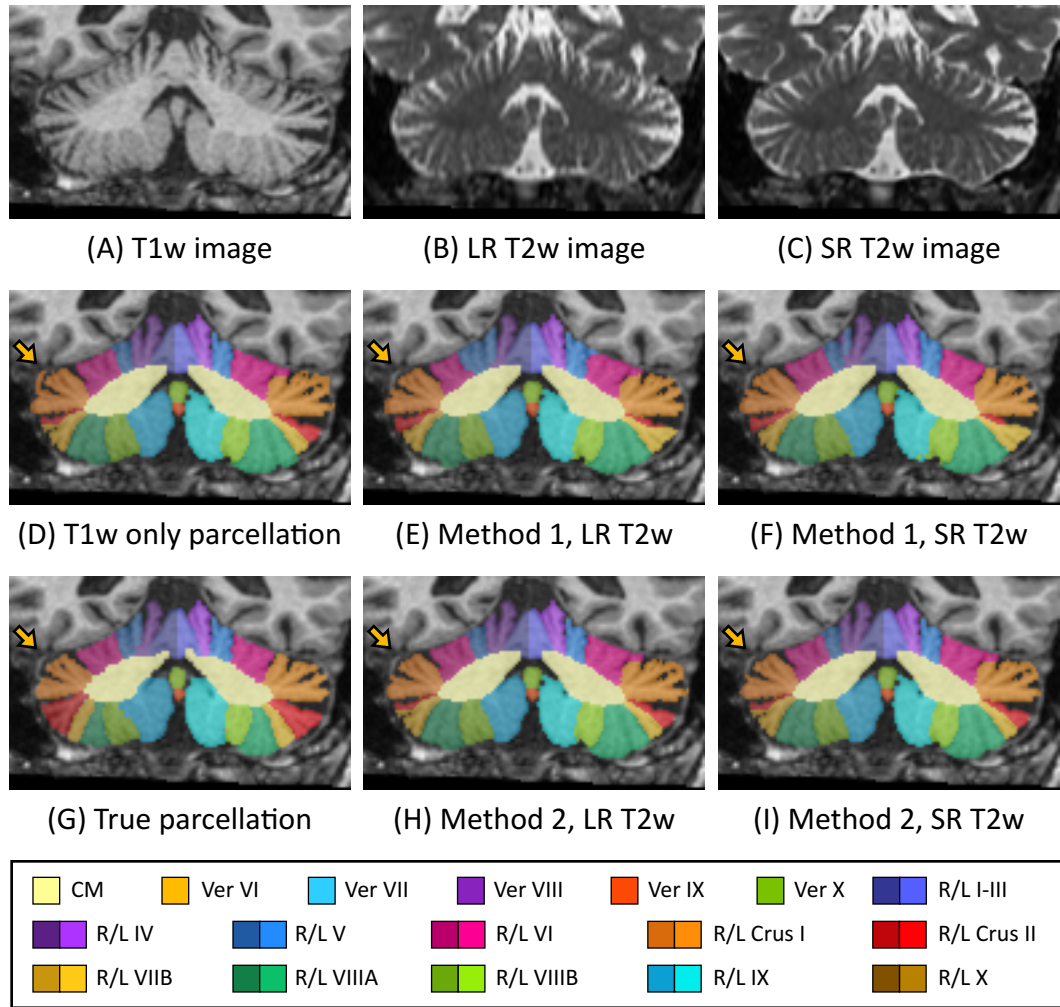 (A) T1w image
(B) LR T2w image
(C) SR T2w image
(D) T1w only parcellation
(E) Method 1, LR T2w
(F) Method 1, SR T2w
(G) True parcellation
(H) Method 2, LR T2w
(I) Method 2, SR T2w
CM
Ver VI
Ver VII
Ver VIII
Ver IX
Ver X
R/L I-III
R/L IV
R/L V
R/L VI
R/L Crus I
R/L Crus II
R/L VIIB
R/L VIIIA
R/L VIIIB
R/L IX
R/L X